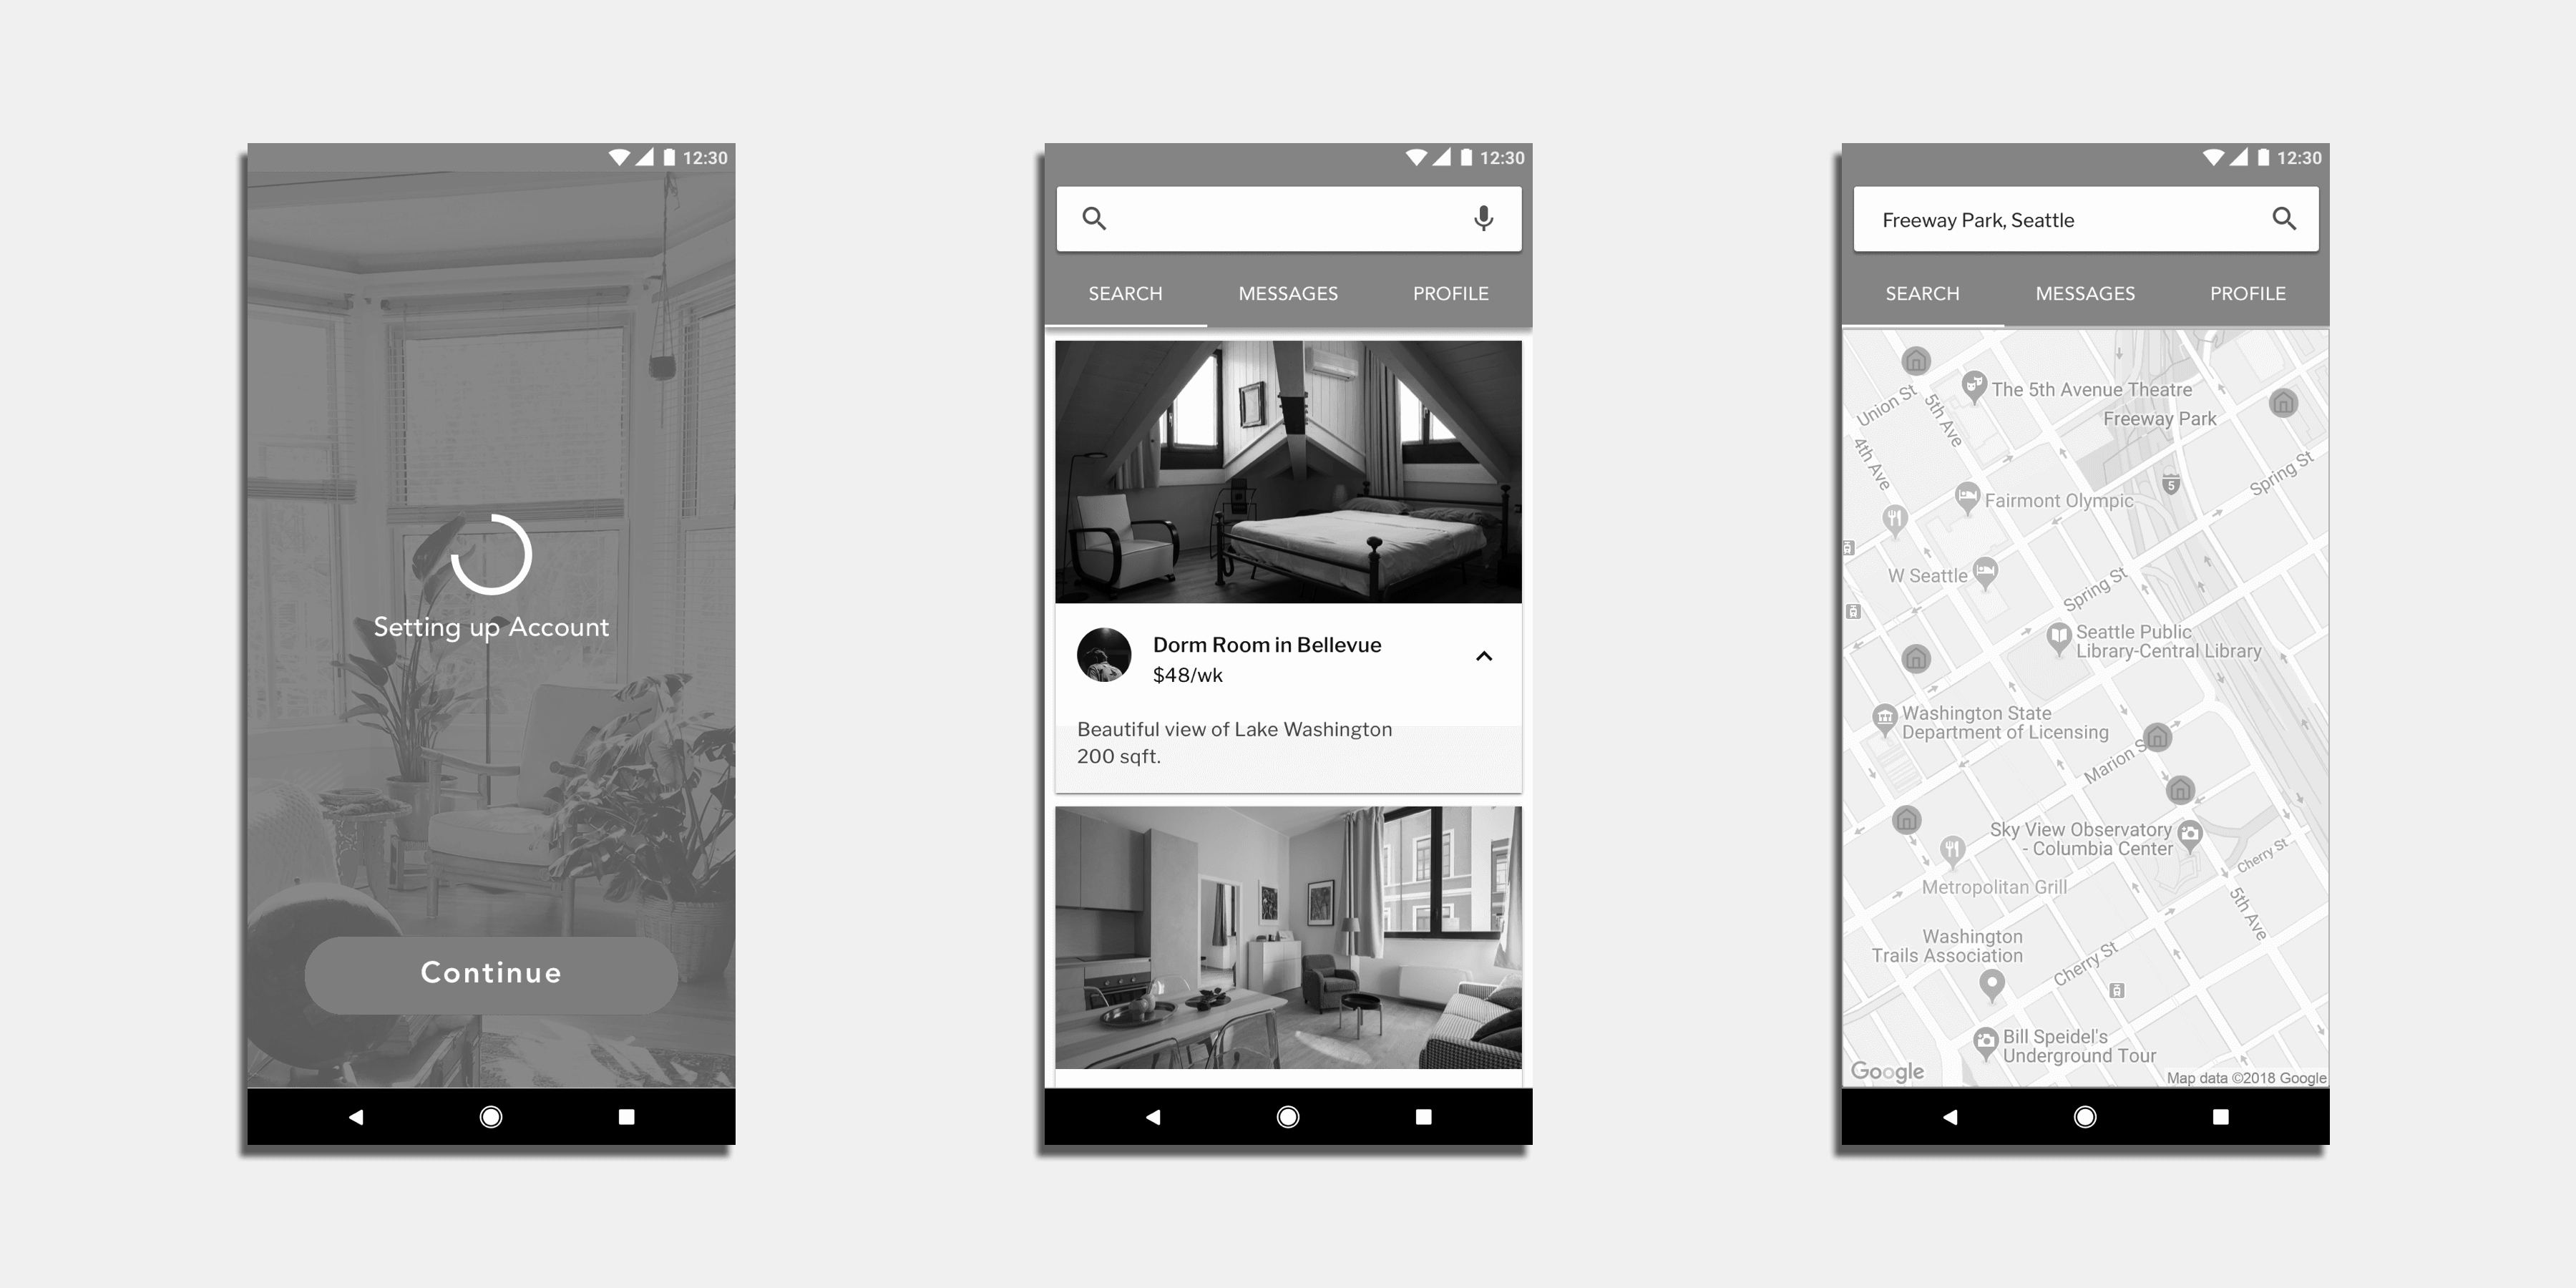 12:30
Setting up Account
Continue
12:30
SEARCH MESSAGES PROFILE
Dorm Room in Bellevue
$48/wk
Beautiful view of Lake Washington
200 sqft.
12:30
Freeway Park, Seattle
SEARCH MESSAGES PROFILE
The 5th Avenue Theatre
Union St
5th Ave
Freeway Park
4th Ave
Spring St
5
Fairmont Olympic
W Seattle
Spring St
Seattle Public
Library-Central Library
Washington State
Department of Licensing
Marion S
Sky View Observatory
- Columbia Center
Cherry St
Metropolitan Grill
5th Ave
Washington
Trails Association
Cherry St
Bill Speidel's
Underground Tour
Google
Map data ©2018 Google